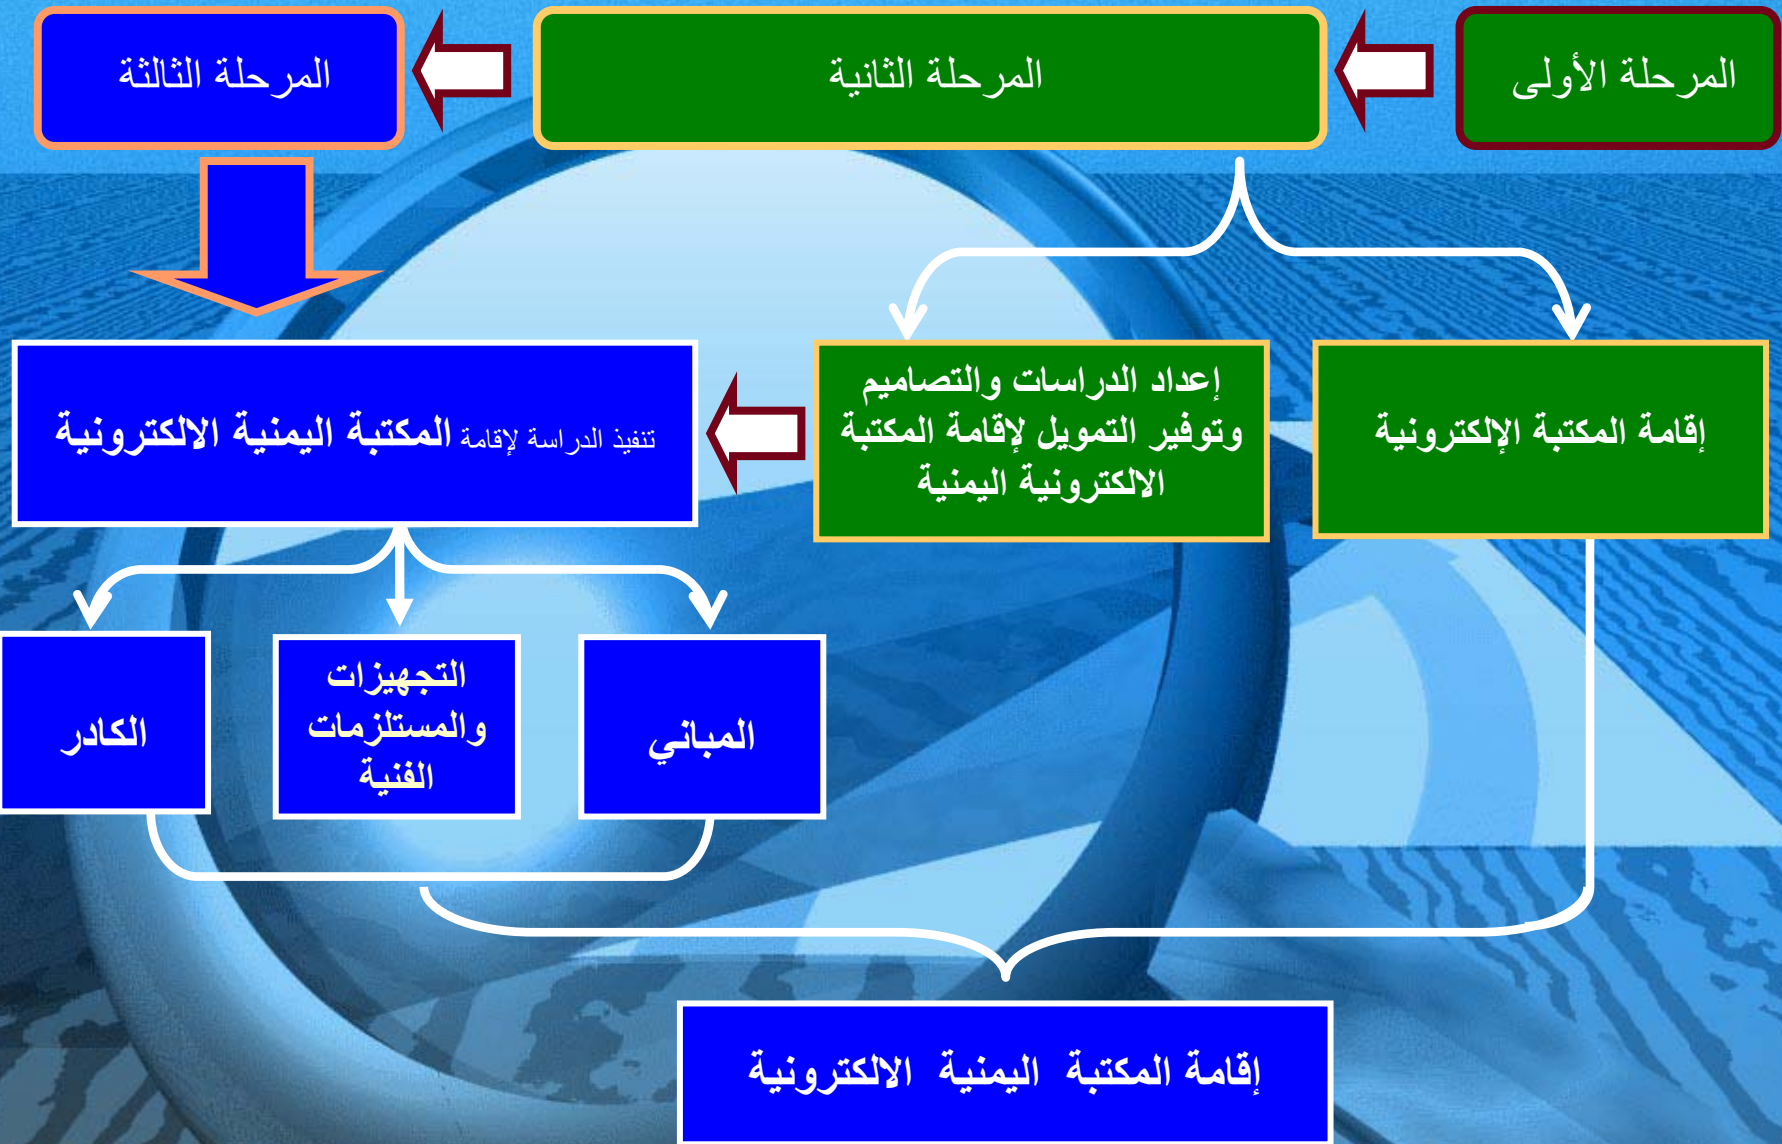 المرحلة الأولى
المرحلة الثانية
المرحلة الثالثة
إقامة المكتبة الإلكترونية
إعداد الدراسات والتصاميم
وتوفير التمويل لإقامة المكتبة
الالكترونية اليمنية
تنفيذ الدراسة لإقامة المكتبة اليمنية الالكترونية
المباني
التجهيزات
والمستلزمات
الفنية
الكادر
إقامة المكتبة اليمنية الالكترونية